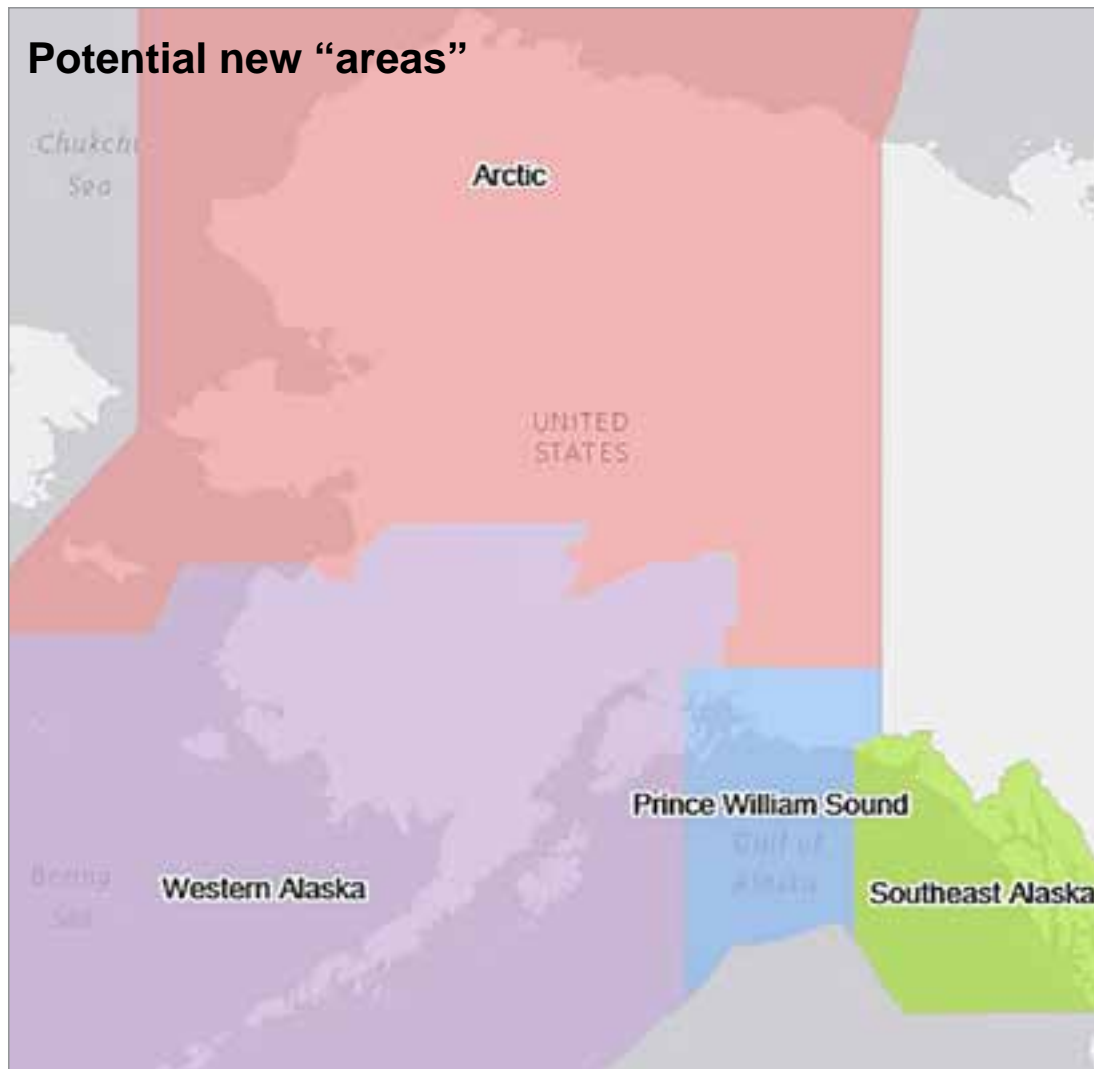 Potential new “areas”
Chukchi
Sea
Arctic
UNITED
STATES
Prince William Sound
Gulf of
Alaska
Bering
Sea
Western Alaska
Southeast Alaska